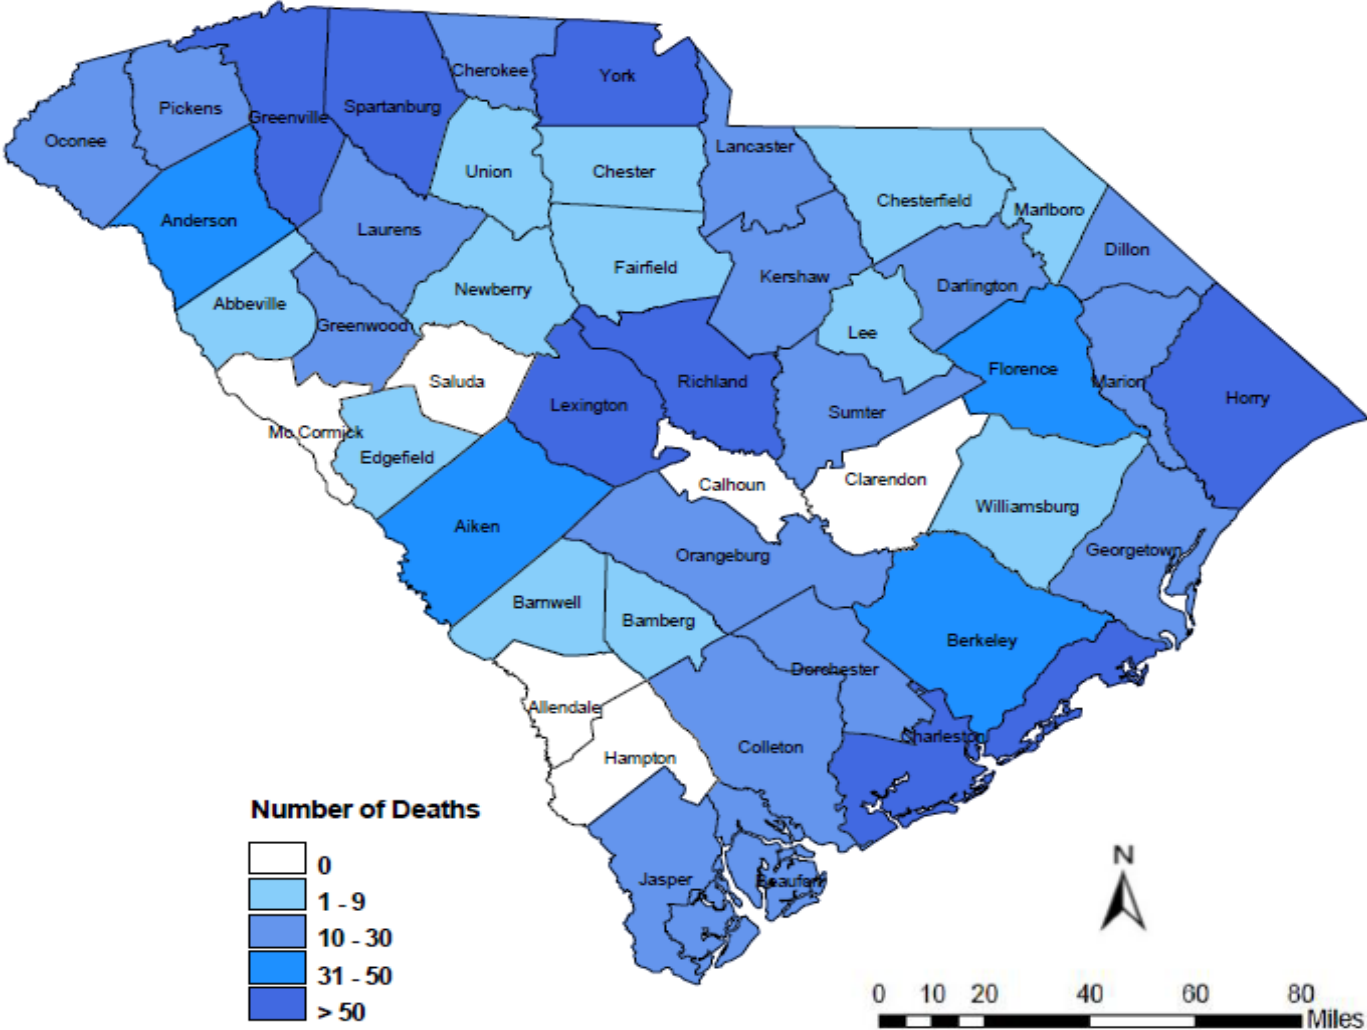 Cherokee
York
Spartanburg
Pickens
Greenville
Oconee
Lancaster
Union
Chester
Chesterfield
Marlboro
Anderson
Laurens
Dillon
Fairfield
Kershaw
Newberry
Darlington
Abbeville
Greenwood
Lee
Florence
Saluda
Richland
Marion
Horry
Lexington
Sumter
Mc Cormick
Edgefield
Clarendon
Calhoun
Williamsburg
Aiken
Georgetown
Orangeburg
Barnwell
Bamberg
Berkeley
Dorchester
Allendale
Charleston
Colleton
Hampton
Jasper
Beaufort
Number of Deaths
0
1 - 9
10 - 30
31 - 50
> 50
N
0 10 20 40 60 80
Miles